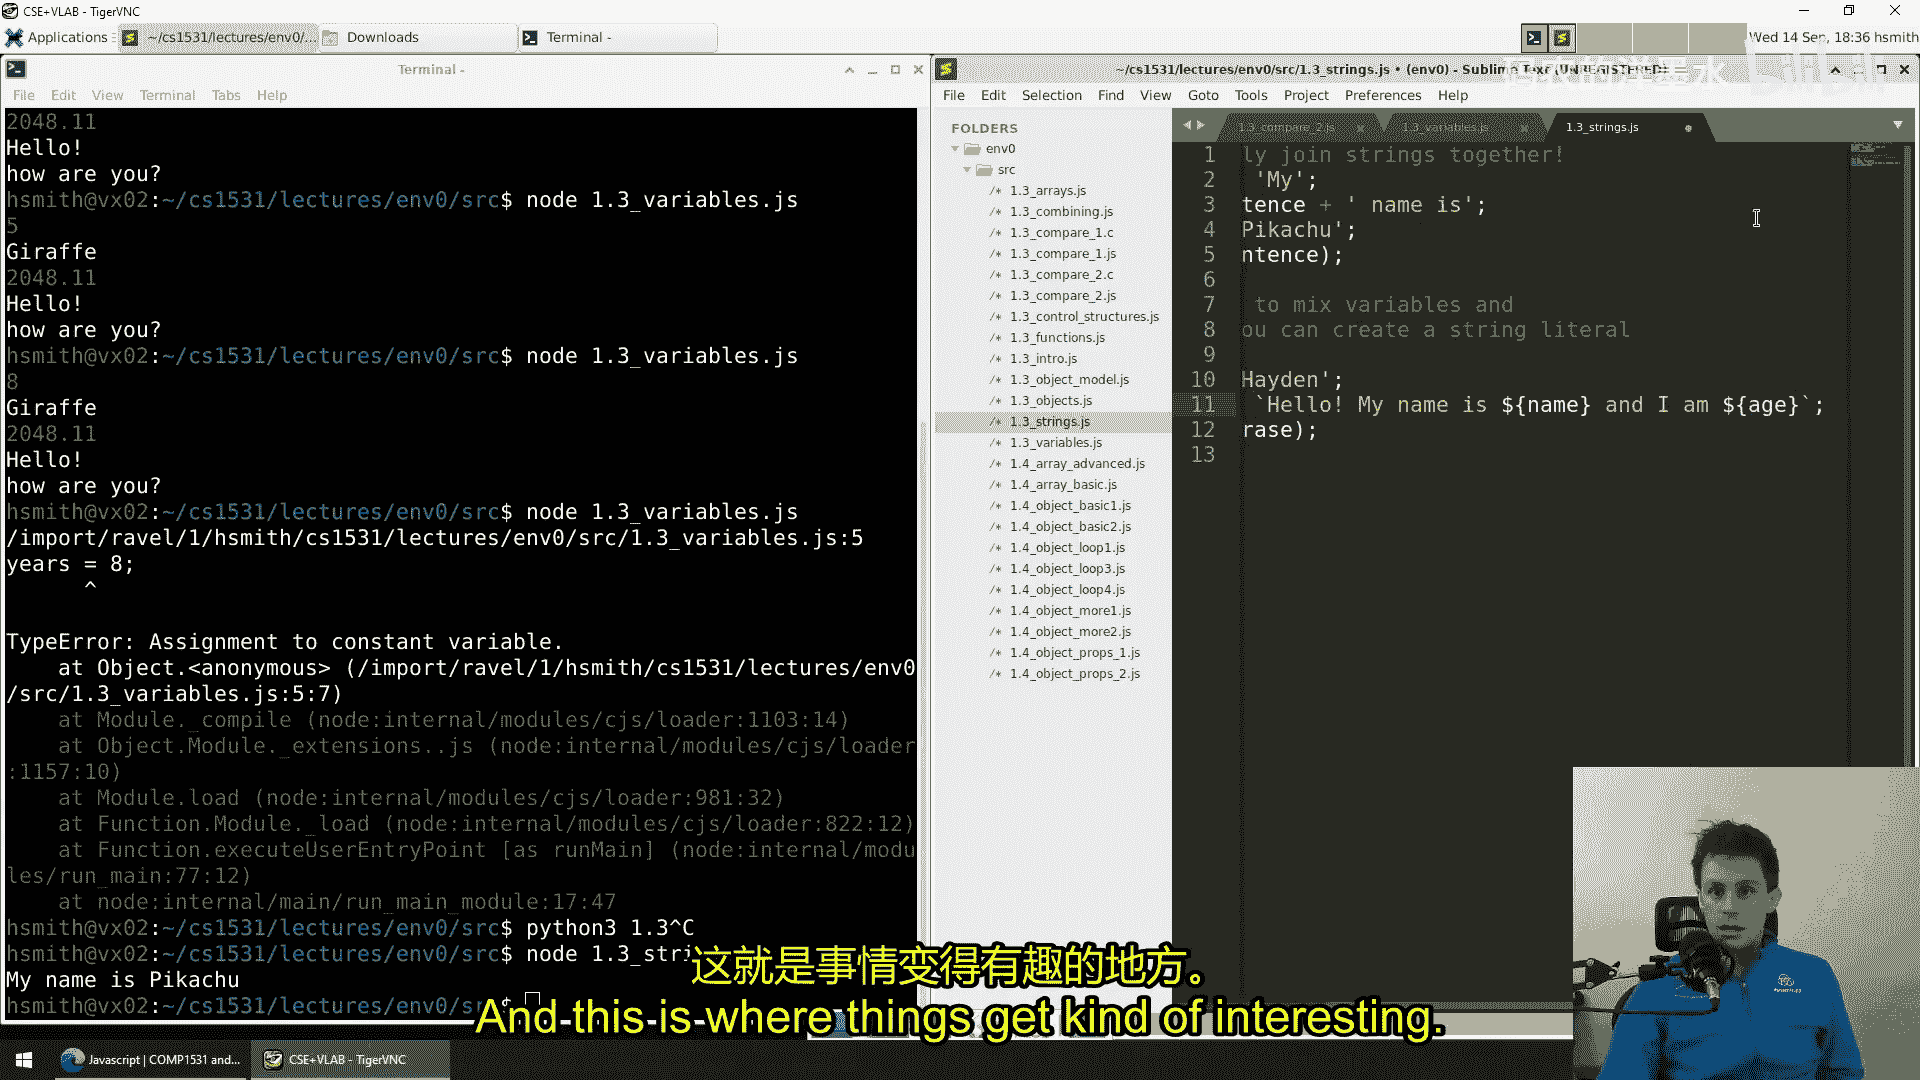 CSE+VLAB - TigerVNC
Applications
~/cs1531/lectures/env0/...
Downloads
Terminal -
Wed 14 Sep, 18:36 hsmith
Terminal -
File Edit View Terminal Tabs Help
2048.11
Hello!
how are you?
hsmith@vx02:~/cs1531/lectures/env0/src$ node 1.3_variables.js
5
Giraffe
2048.11
Hello!
how are you?
hsmith@vx02:~/cs1531/lectures/env0/src$ node 1.3_variables.js
8
Giraffe
2048.11
Hello!
how are you?
hsmith@vx02:~/cs1531/lectures/env0/src$ node 1.3_variables.js
/import/ravel/1/hsmith/cs1531/lectures/env0/src/1.3_variables.js:5
years = 8;
^
TypeError: Assignment to constant variable.
at Object.<anonymous> (/import/ravel/1/hsmith/cs1531/lectures/env0
/src/1.3_variables.js:5:7)
at Module._compile (node:internal/modules/cjs/loader:1103:14)
at Object.Module._extensions..js (node:internal/modules/cjs/loader
:1157:10)
at Module.load (node:internal/modules/cjs/loader:981:32)
at Function.Module._load (node:internal/modules/cjs/loader:822:12)
at Function.executeUserEntryPoint [as runMain] (node:internal/modu
les/run_main:77:12)
at node:internal/main/run_main_module:17:47
hsmith@vx02:~/cs1531/lectures/env0/src$ python3 1.3^C
hsmith@vx02:~/cs1531/lectures/env0/src$ node 1.3_stri
My name is Pikachu
hsmith@vx02:~/cs1531/lectures/env0/src$
~/cs1531/lectures/env0/src/1.3_strings.js • (env0) - Sublime Text (UNREGISTERED)
File Edit Selection Find View Goto Tools Project Preferences Help
FOLDERS
env0
src
/* 1.3_arrays.js
/* 1.3_combining.js
/* 1.3_compare_1.c
/* 1.3_compare_1.js
/* 1.3_compare_2.c
/* 1.3_compare_2.js
/* 1.3_control_structures.js
/* 1.3_functions.js
/* 1.3_intro.js
/* 1.3_object_model.js
/* 1.3_objects.js
/* 1.3_strings.js
/* 1.3_variables.js
/* 1.4_array_advanced.js
/* 1.4_array_basic.js
/* 1.4_object_basic1.js
/* 1.4_object_basic2.js
/* 1.4_object_loop1.js
/* 1.4_object_loop3.js
/* 1.4_object_loop4.js
/* 1.4_object_more1.js
/* 1.4_object_more2.js
/* 1.4_object_props_1.js
/* 1.4_object_props_2.js
1.3_compare_2.js
1.3_variables.js
1.3_strings.js
1 ly join strings together!
2 'My';
3 tence + ' name is';
4 Pikachu';
5 ntence);
6
7 to mix variables and
8 ou can create a string literal
9
10 Hayden';
11 `Hello! My name is ${name} and I am ${age}`;
12 rase);
13
码农的洋墨水
bilibili
这就是事情变得有趣的地方。
And this is where things get kind of interesting.
Javascript | COMP1531 and...
CSE+VLAB - TigerVNC